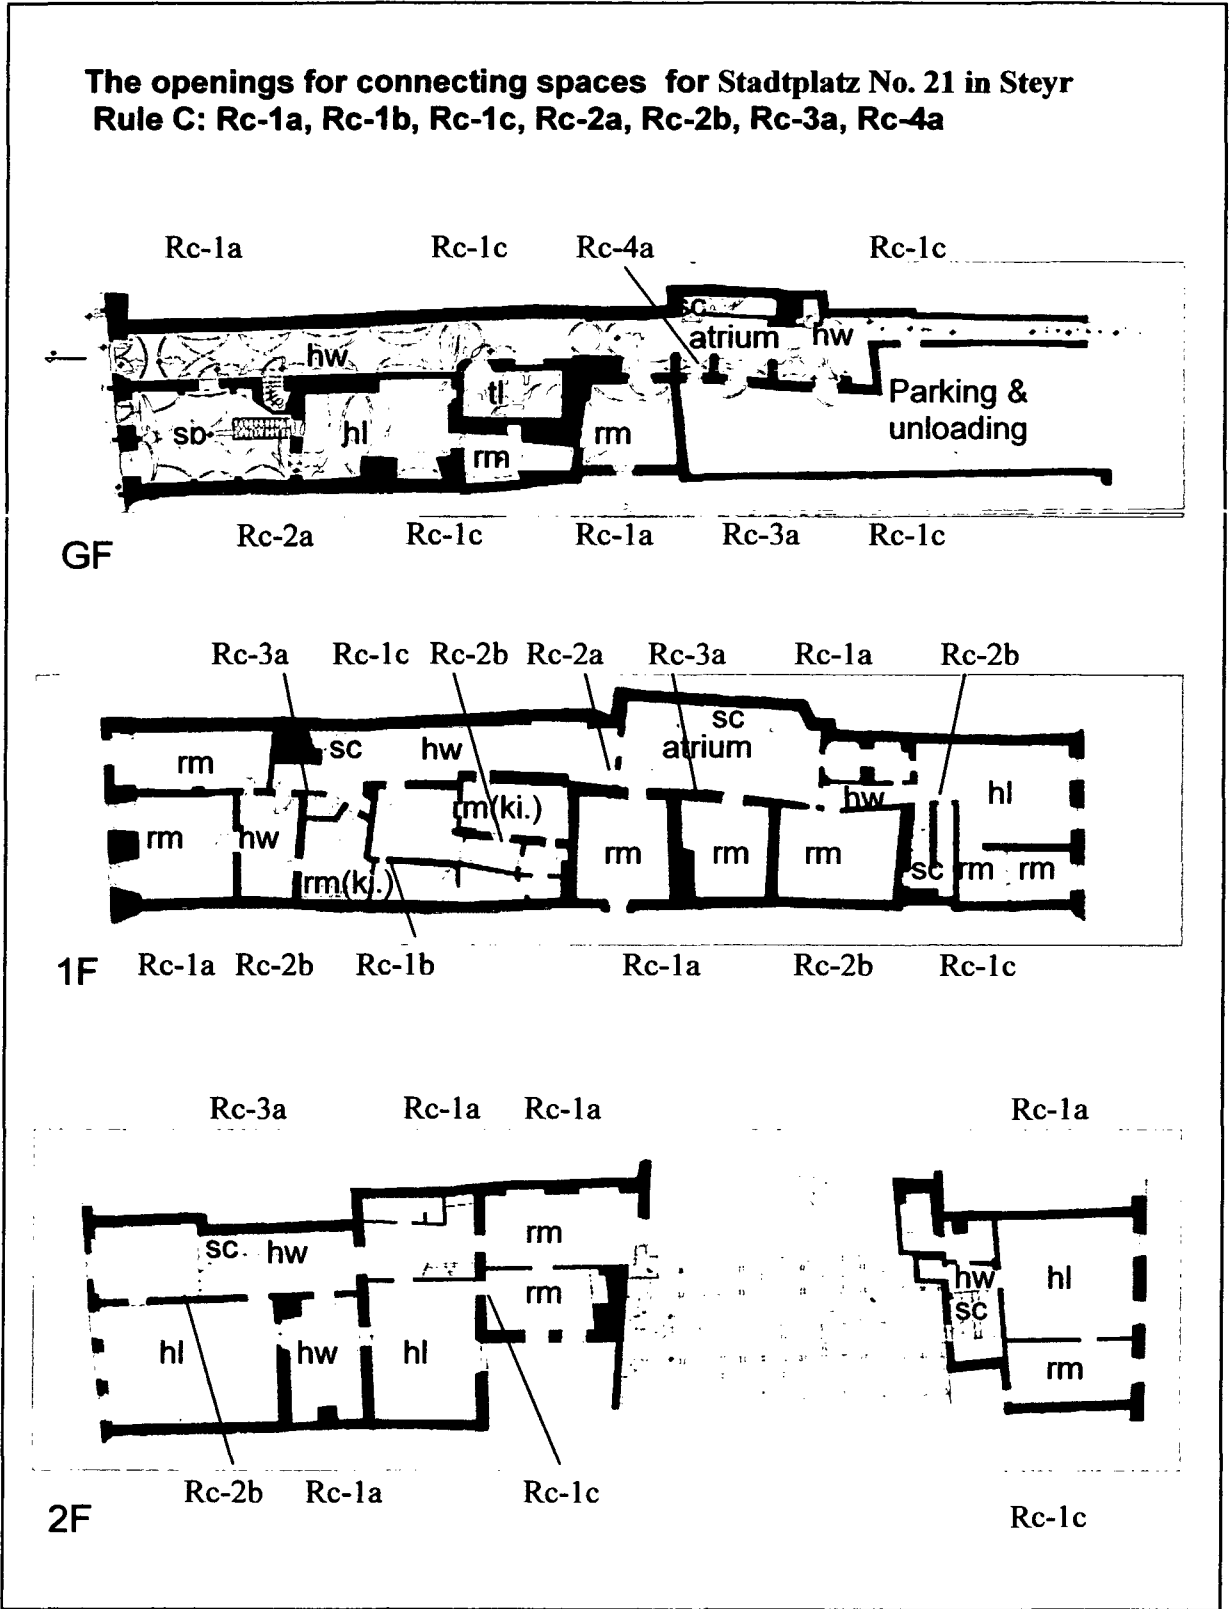 The openings for connecting spaces for Stadtplatz No. 21 in Steyr
Rule C: Rc-1a, Rc-1b, Rc-1c, Rc-2a, Rc-2b, Rc-3a, Rc-4a
Rc-1a Rc-1c Rc-4a Rc-1c
sc
atrium hw
hw
tl
Parking &
unloading
hl rm
rm
Rc-2a Rc-1c Rc-1a Rc-3a Rc-1c
GF
Rc-3a Rc-1c Rc-2b Rc-2a Rc-3a Rc-1a Rc-2b
sc
rm sc hw atrium
hw hl
rm(ki.)
rm hw rm rm rm
sc rm rm
rm(ki.)
1F Rc-1a Rc-2b Rc-1b Rc-1a Rc-2b Rc-1c
Rc-3a Rc-1a Rc-1a Rc-1a
rm
sc hw
hw hl
rm
sc
hl hw hl
rm
Rc-2b Rc-1a Rc-1c
2F Rc-1c